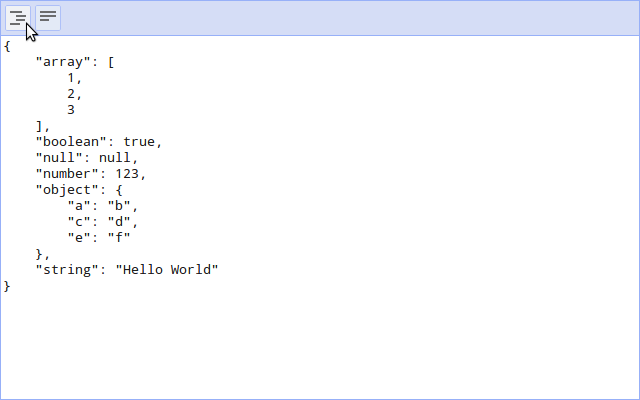 {
    "array": [
        1,
        2,
        3
    ],
    "boolean": true,
    "null": null,
    "number": 123,
    "object": {
        "a": "b",
        "c": "d",
        "e": "f"
    },
    "string": "Hello World"
}